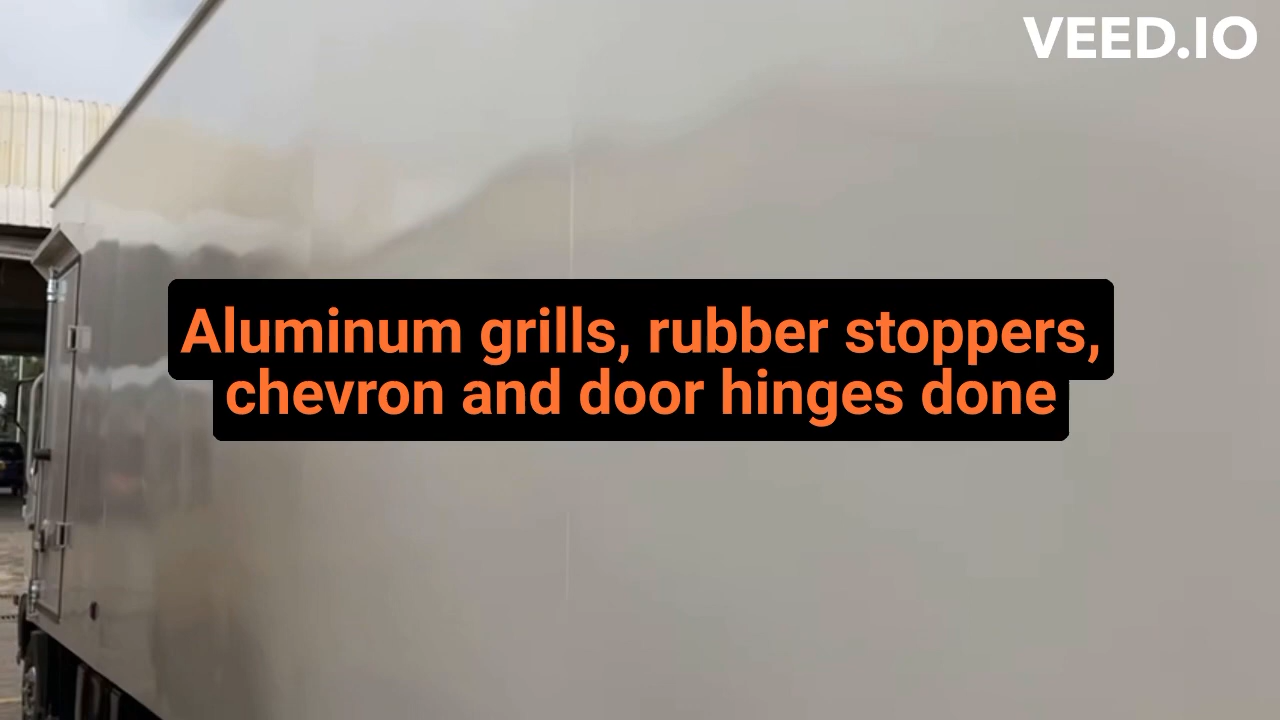 VEED.IO
Aluminum grills, rubber stoppers,
chevron and door hinges done